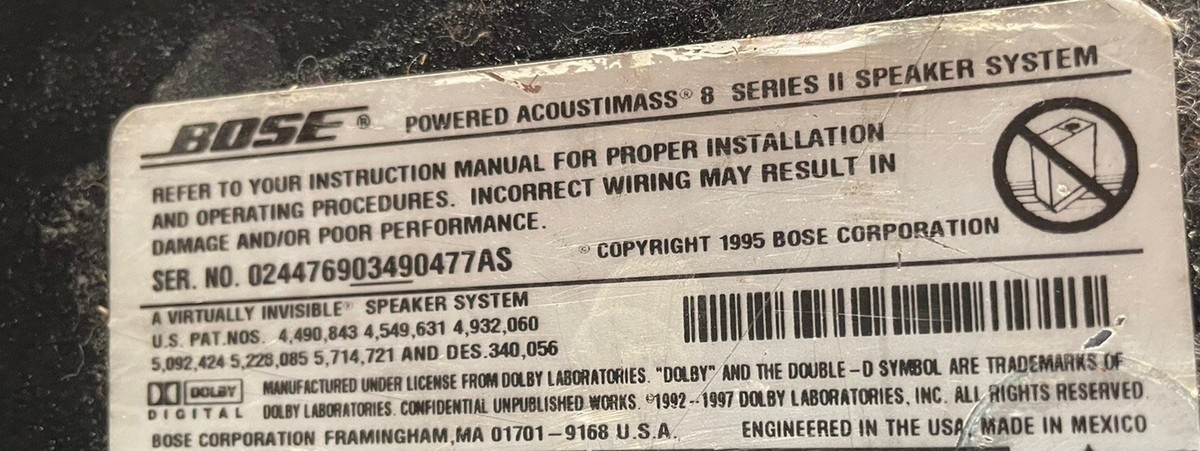 BOSE® POWERED ACOUSTIMASS® 8 SERIES II SPEAKER SYSTEM
REFER TO YOUR INSTRUCTION MANUAL FOR PROPER INSTALLATION
AND OPERATING PROCEDURES. INCORRECT WIRING MAY RESULT IN
DAMAGE AND/OR POOR PERFORMANCE.
© COPYRIGHT 1995 BOSE CORPORATION
SER. NO. 024476903490477AS
A VIRTUALLY INVISIBLE® SPEAKER SYSTEM
U.S. PAT.NOS. 4,490,843 4,549,631 4,932,060
5,092,424 5,228,085 5,714,721 AND DES.340,056
DOLBY
DIGITAL
MANUFACTURED UNDER LICENSE FROM DOLBY LABORATORIES. "DOLBY" AND THE DOUBLE-D SYMBOL ARE TRADEMARKS OF
DOLBY LABORATORIES. CONFIDENTIAL UNPUBLISHED WORKS. ©1992--1997 DOLBY LABORATORIES, INC. ALL RIGHTS RESERVED
BOSE CORPORATION FRAMINGHAM,MA 01701-9168 U.S.A. ENGINEERED IN THE USA, MADE IN MEXICO